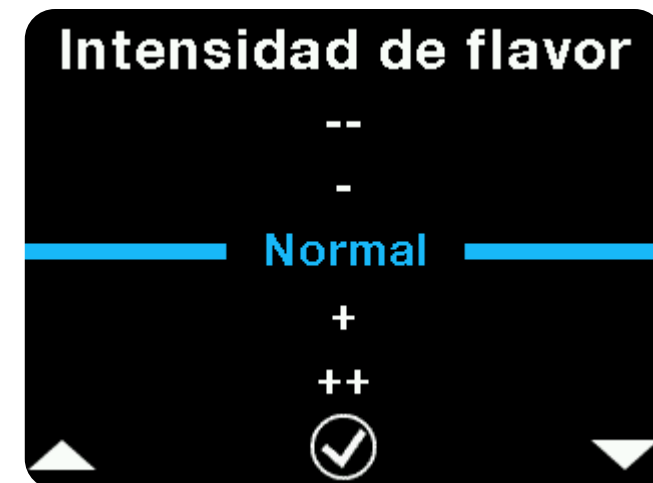 Intensidad de flavor
--
-
Normal
+
++